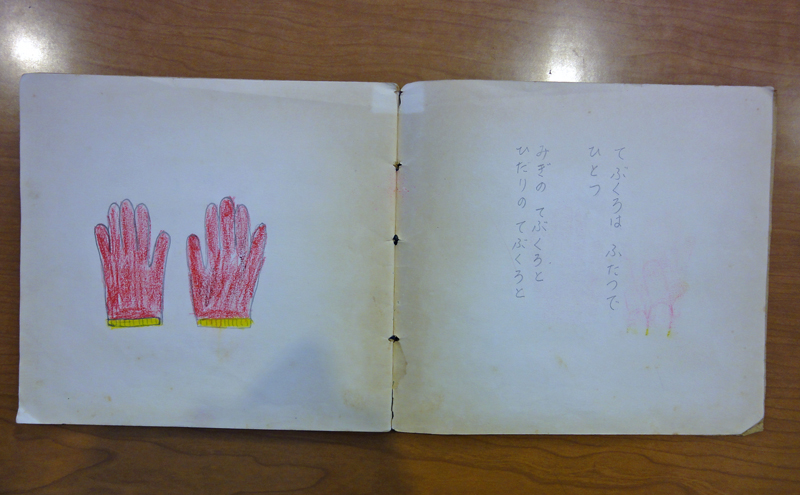 てぶくろは ふたつで
ひとつ
みぎの てぶくろと
ひだりの てぶくろと